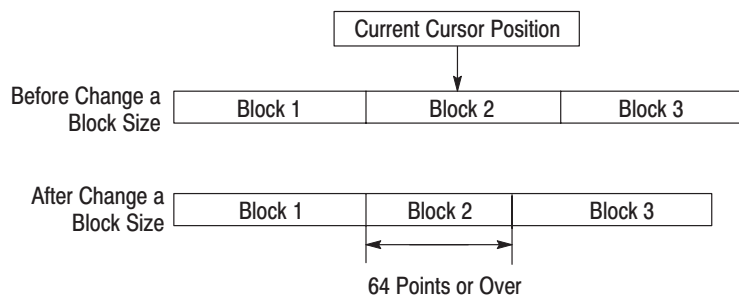 Current Cursor Position
Before Change a
Block Size
Block 1
Block 2
Block 3
After Change a
Block Size
Block 1
Block 2
Block 3
64 Points or Over